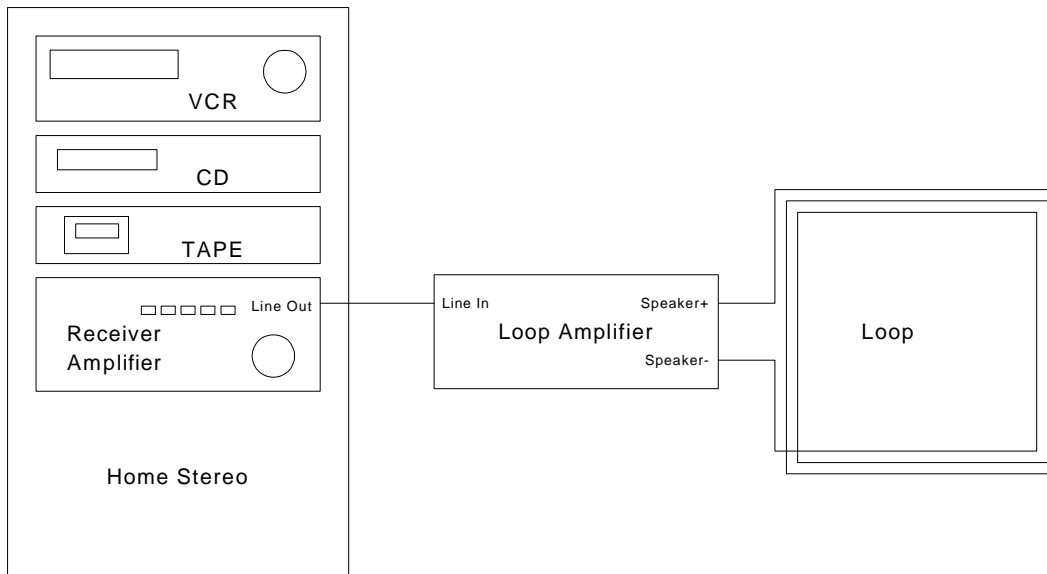 VCR
CD
TAPE
Line Out
Receiver
Amplifier
Home Stereo
Line In
Speaker+
Loop Amplifier
Speaker-
Loop